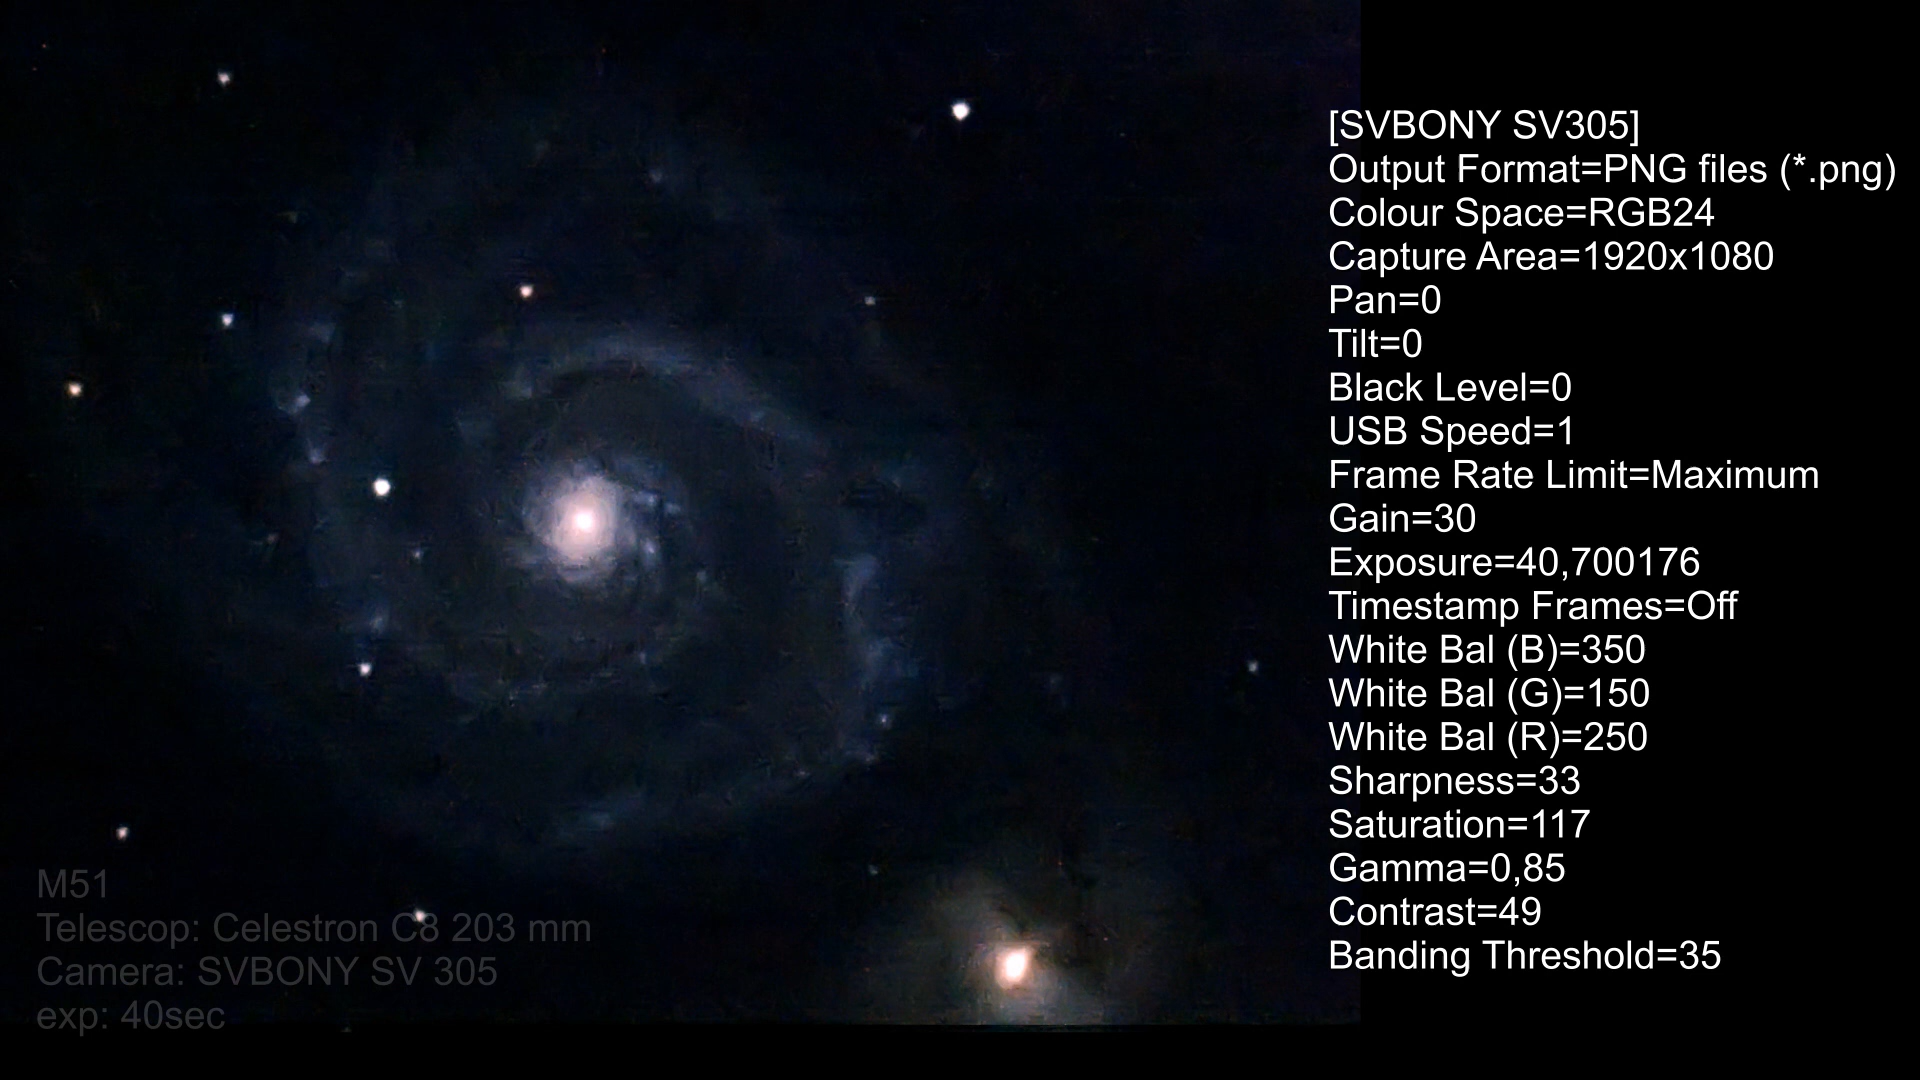 [SVBONY SV305]
Output Format=PNG files (*.png)
Colour Space=RGB24
Capture Area=1920x1080
Pan=0
Tilt=0
Black Level=0
USB Speed=1
Frame Rate Limit=Maximum
Gain=30
Exposure=40,700176
Timestamp Frames=Off
White Bal (B)=350
White Bal (G)=150
White Bal (R)=250
Sharpness=33
Saturation=117
Gamma=0,85
Contrast=49
Banding Threshold=35
M51
Telescop: Celestron C8 203 mm
Camera: SVBONY SV 305
exp: 40sec